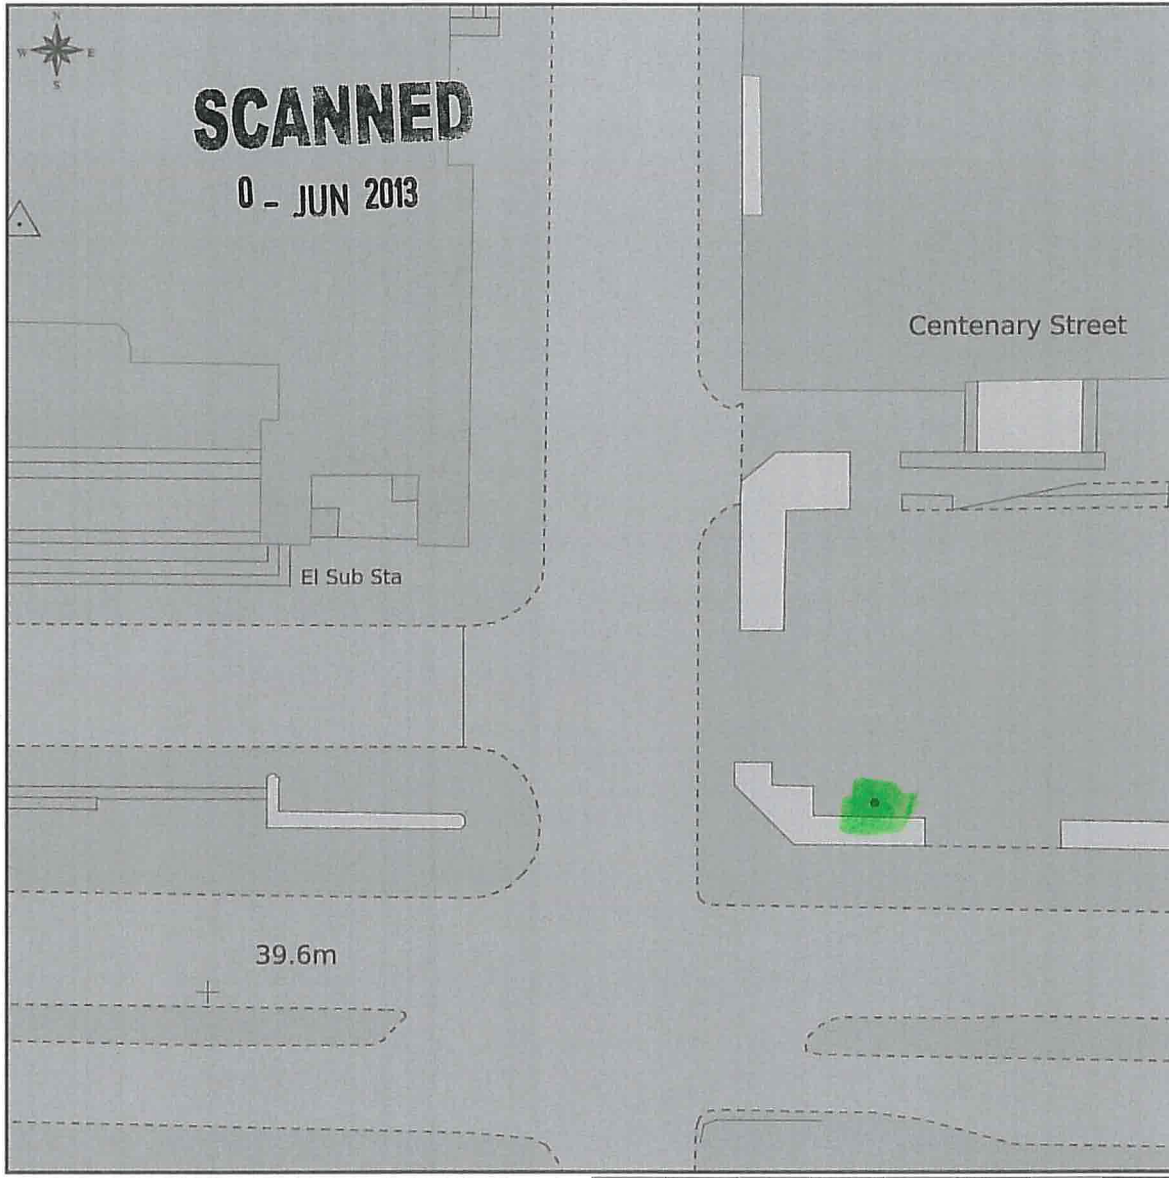 N
W E
S
SCANNED
0 - JUN 2013
Centenary Street
El Sub Sta
39.6m